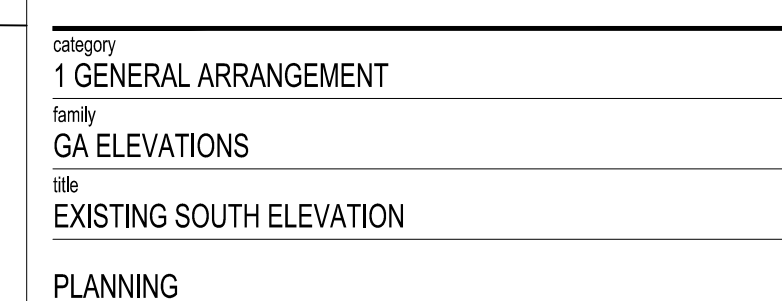 category
1 GENERAL ARRANGEMENT
family
GA ELEVATIONS
title
EXISTING SOUTH ELEVATION
PLANNING